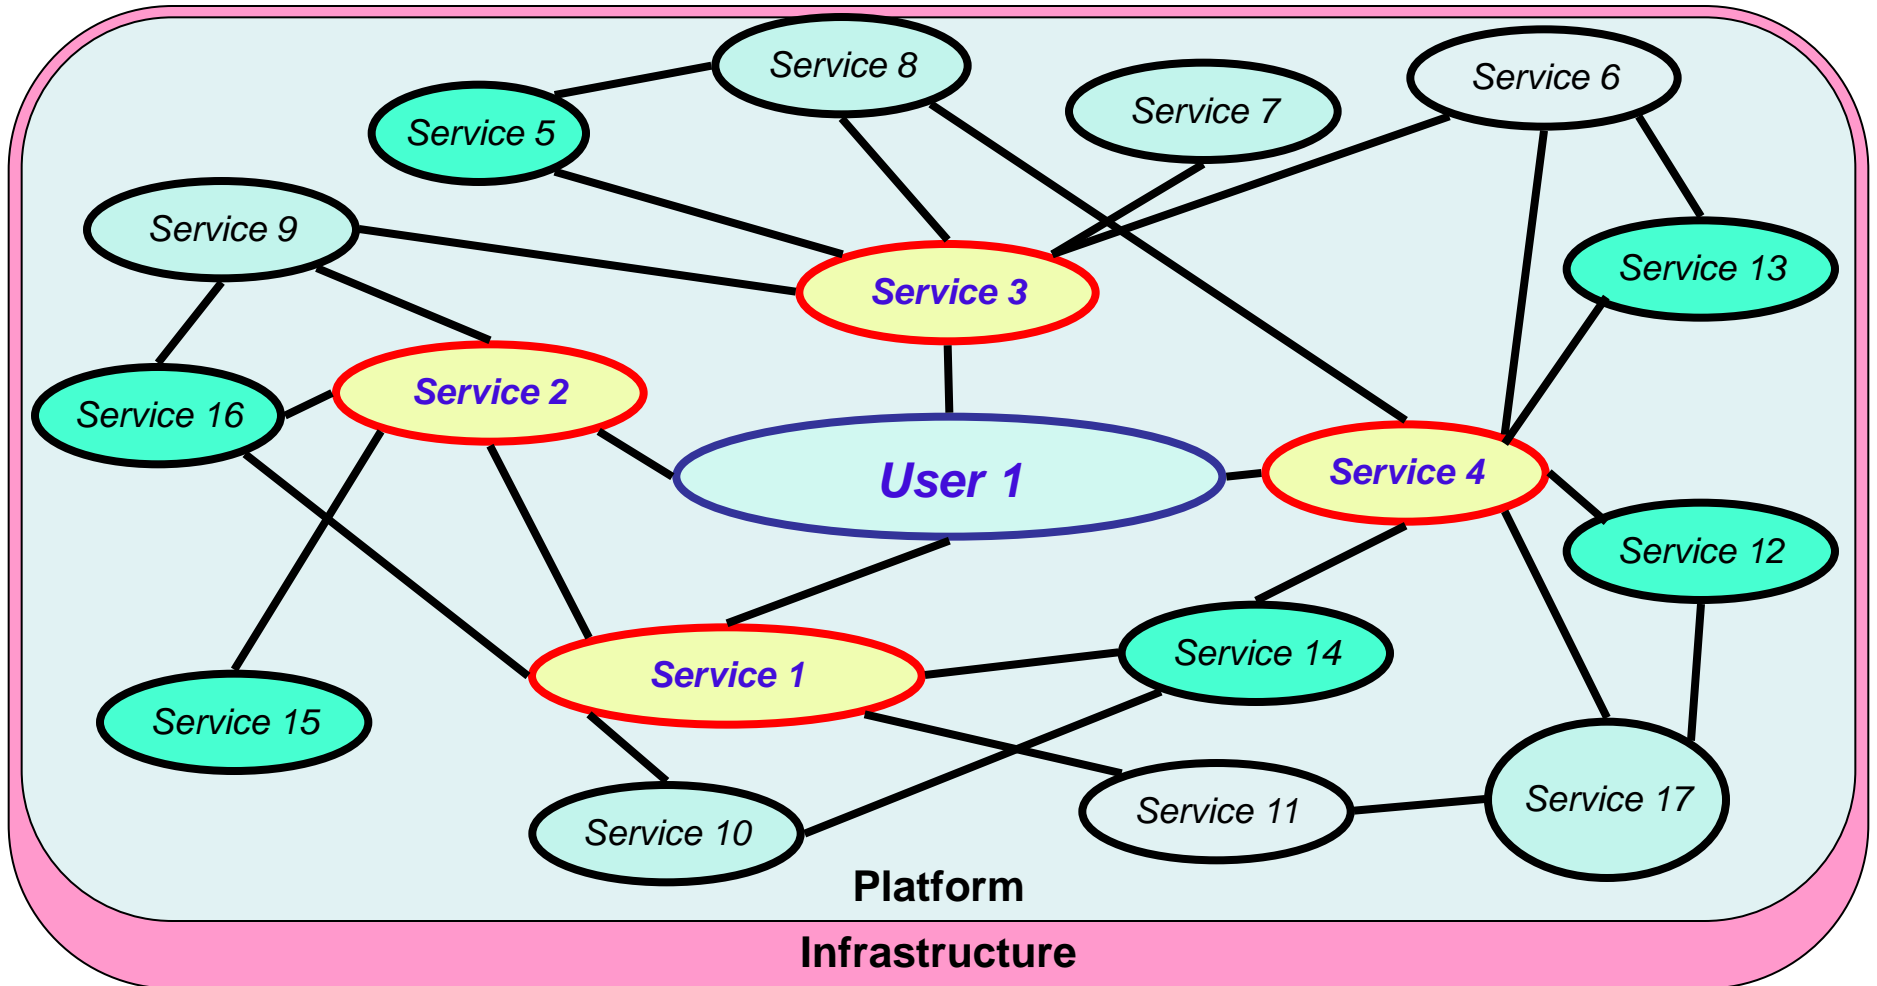 Service 8
Service 6
Service 7
Service 5
Service 9
Service 13
Service 3
Service 2
Service 16
User 1
Service 4
Service 12
Service 14
Service 1
Service 15
Service 17
Service 11
Service 10
Platform
Infrastructure